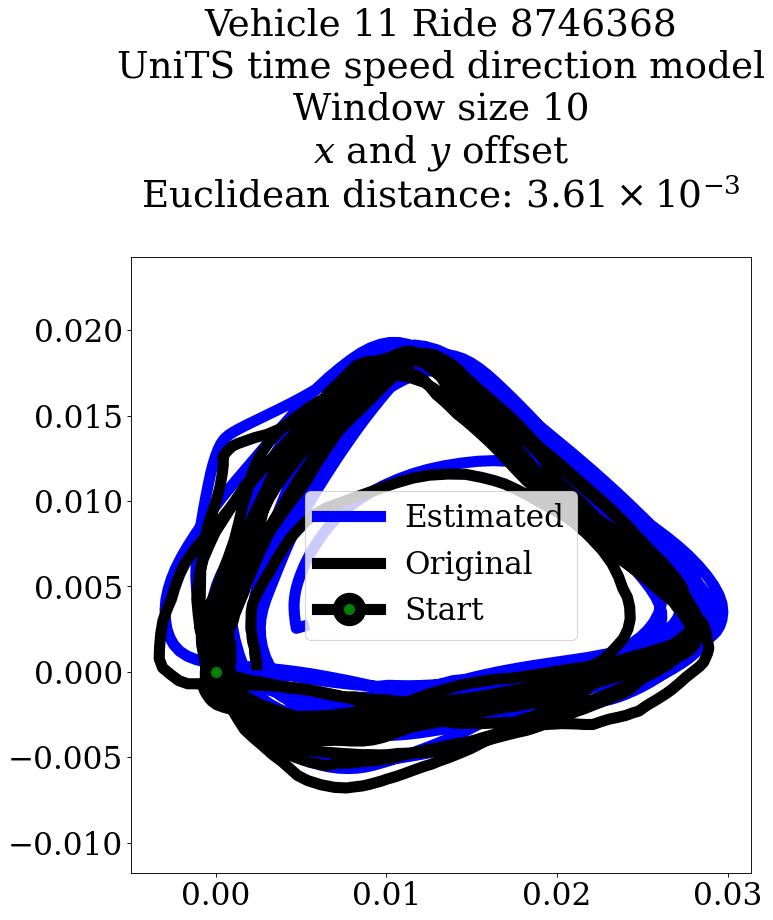 Vehicle 11 Ride 8746368
UniTS time speed direction model
Window size 10
x and y offset
Euclidean distance: 3.61 × 10⁻³
0.020
0.015
0.010
0.005
0.000
−0.005
−0.010
Estimated
Original
Start
0.00 0.01 0.02 0.03